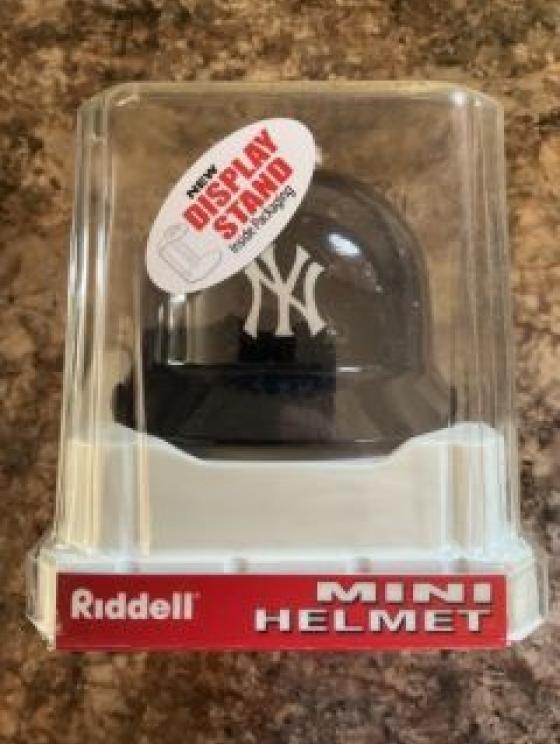 NEW
DISPLAY
STAND
Inside Packaging
NY
Riddell
MINI
HELMET